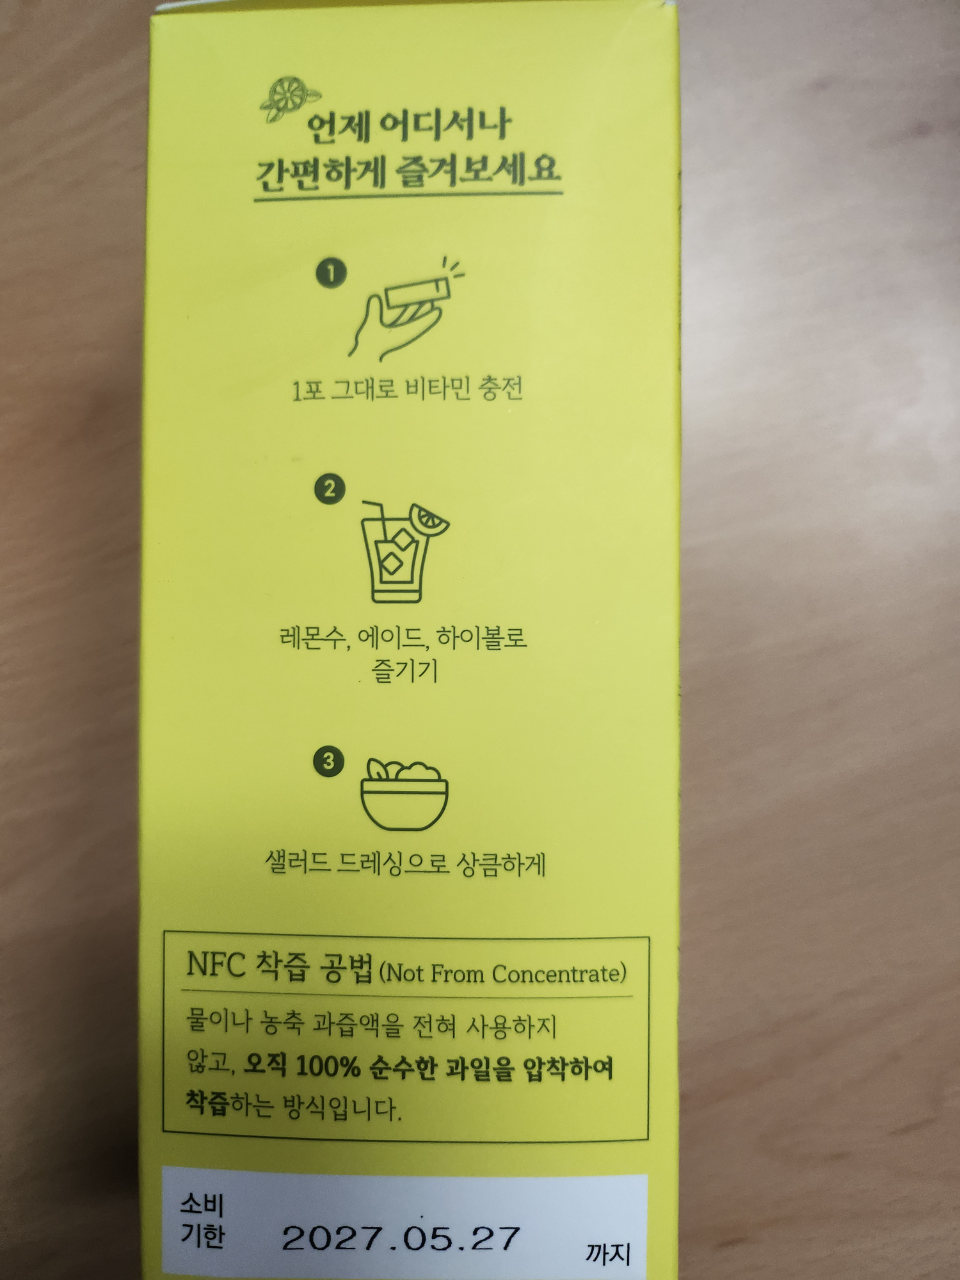 언제 어디서나
간편하게 즐겨보세요
1
1포 그대로 비타민 충전
2
레몬수, 에이드, 하이볼로
즐기기
3
샐러드 드레싱으로 상큼하게
NFC 착즙 공법(Not From Concentrate)
물이나 농축 과즙액을 전혀 사용하지
않고, 오직 100% 순수한 과일을 압착하여
착즙하는 방식입니다.
소비
기한 2027.05.27 까지